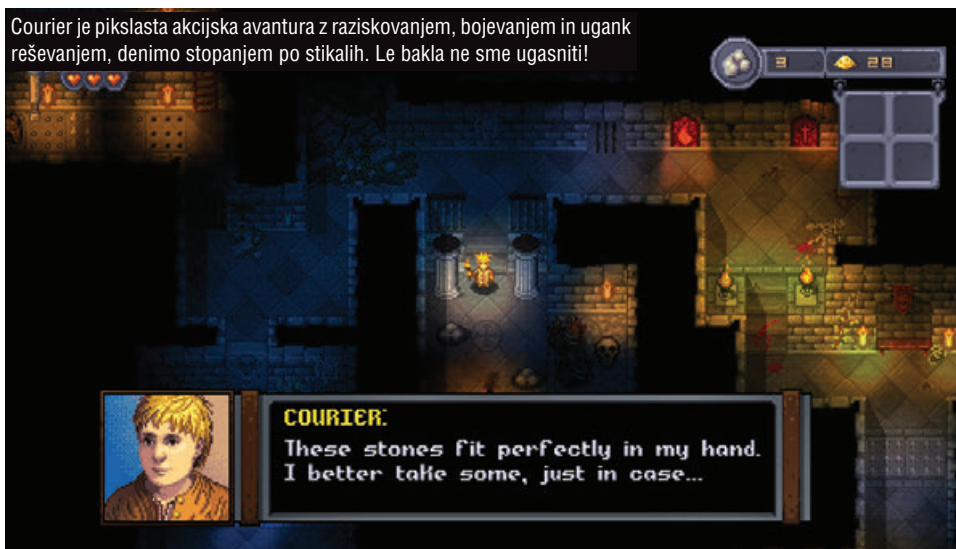 Courier je pikslasta akcijska avantura z raziskovanjem, bojevanjem in ugank
reševanjem, denimo stopanjem po stikalih. Le bakla ne sme ugasniti!
3 28
COURIER:
These stones fit perfectly in my hand.
I better take some, just in case...